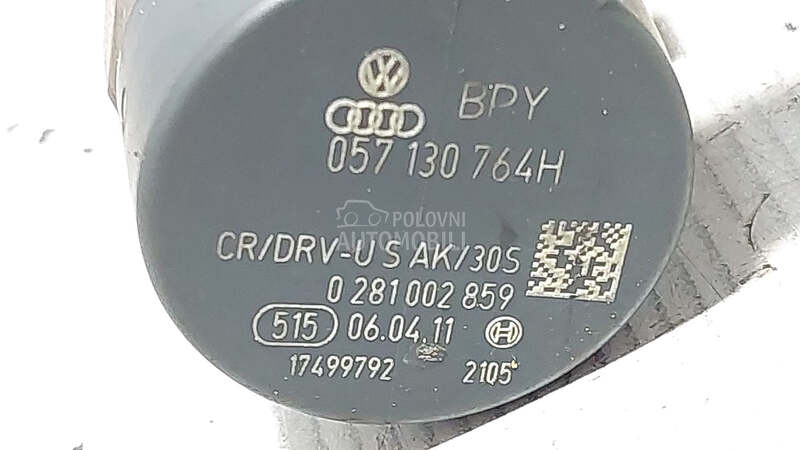 VW BPY
057 130 764H
POLOVNI
AUTOMOBILI
CR/DRV-U S AK/30S
0 281 002 859
515 06.04.11
17499792 2105